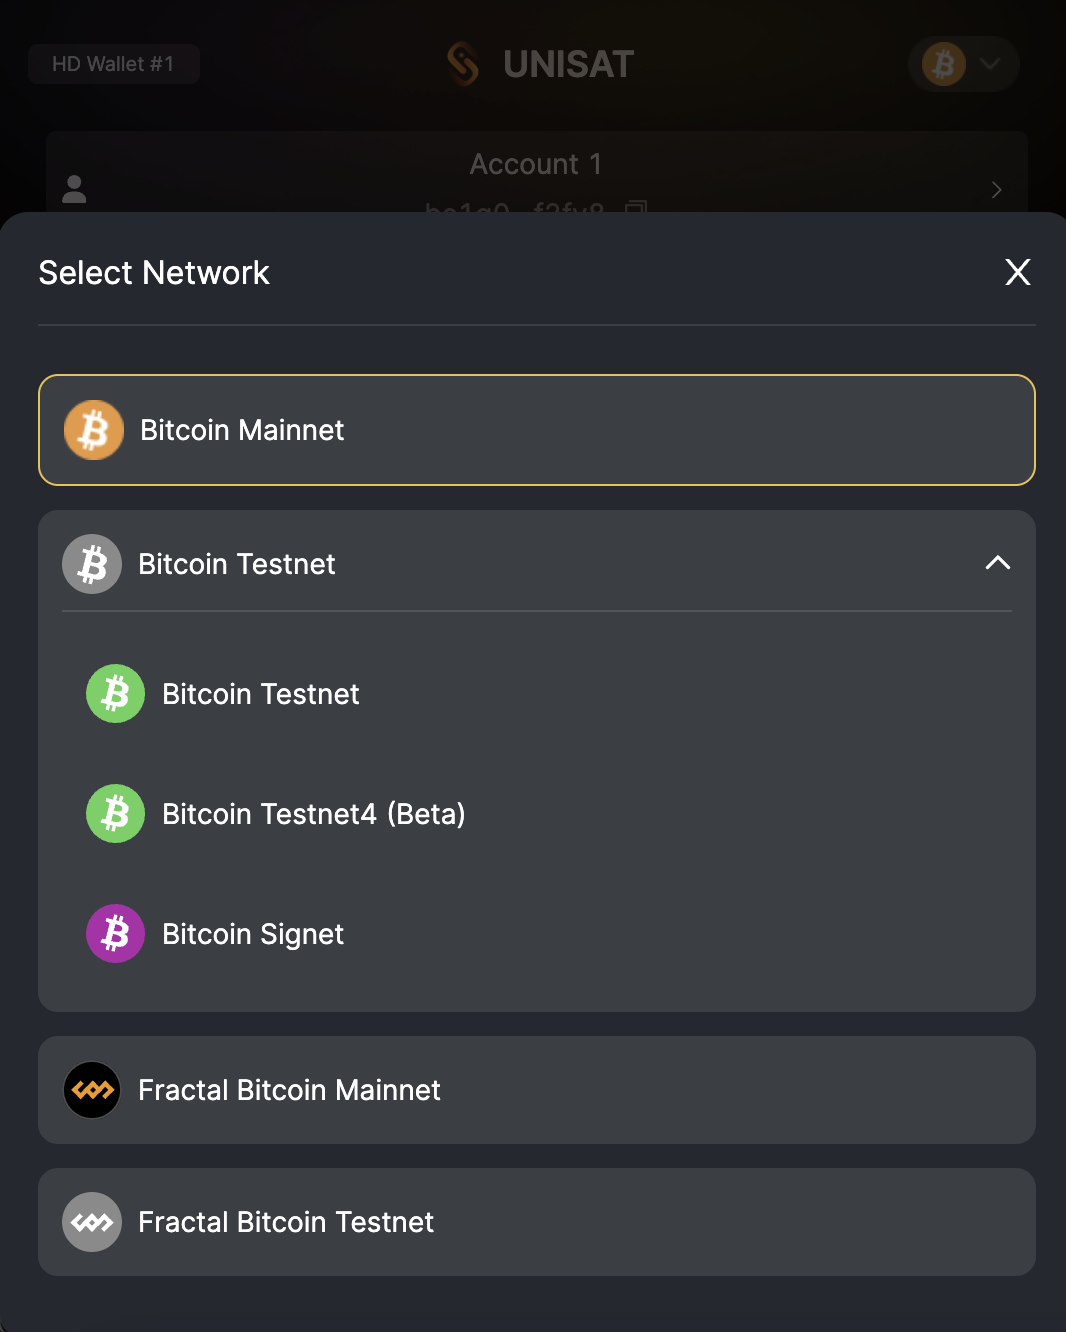 HD Wallet #1
UNISAT
Account 1
Select Network
X
Bitcoin Mainnet
Bitcoin Testnet
Bitcoin Testnet
Bitcoin Testnet4 (Beta)
Bitcoin Signet
Fractal Bitcoin Mainnet
Fractal Bitcoin Testnet